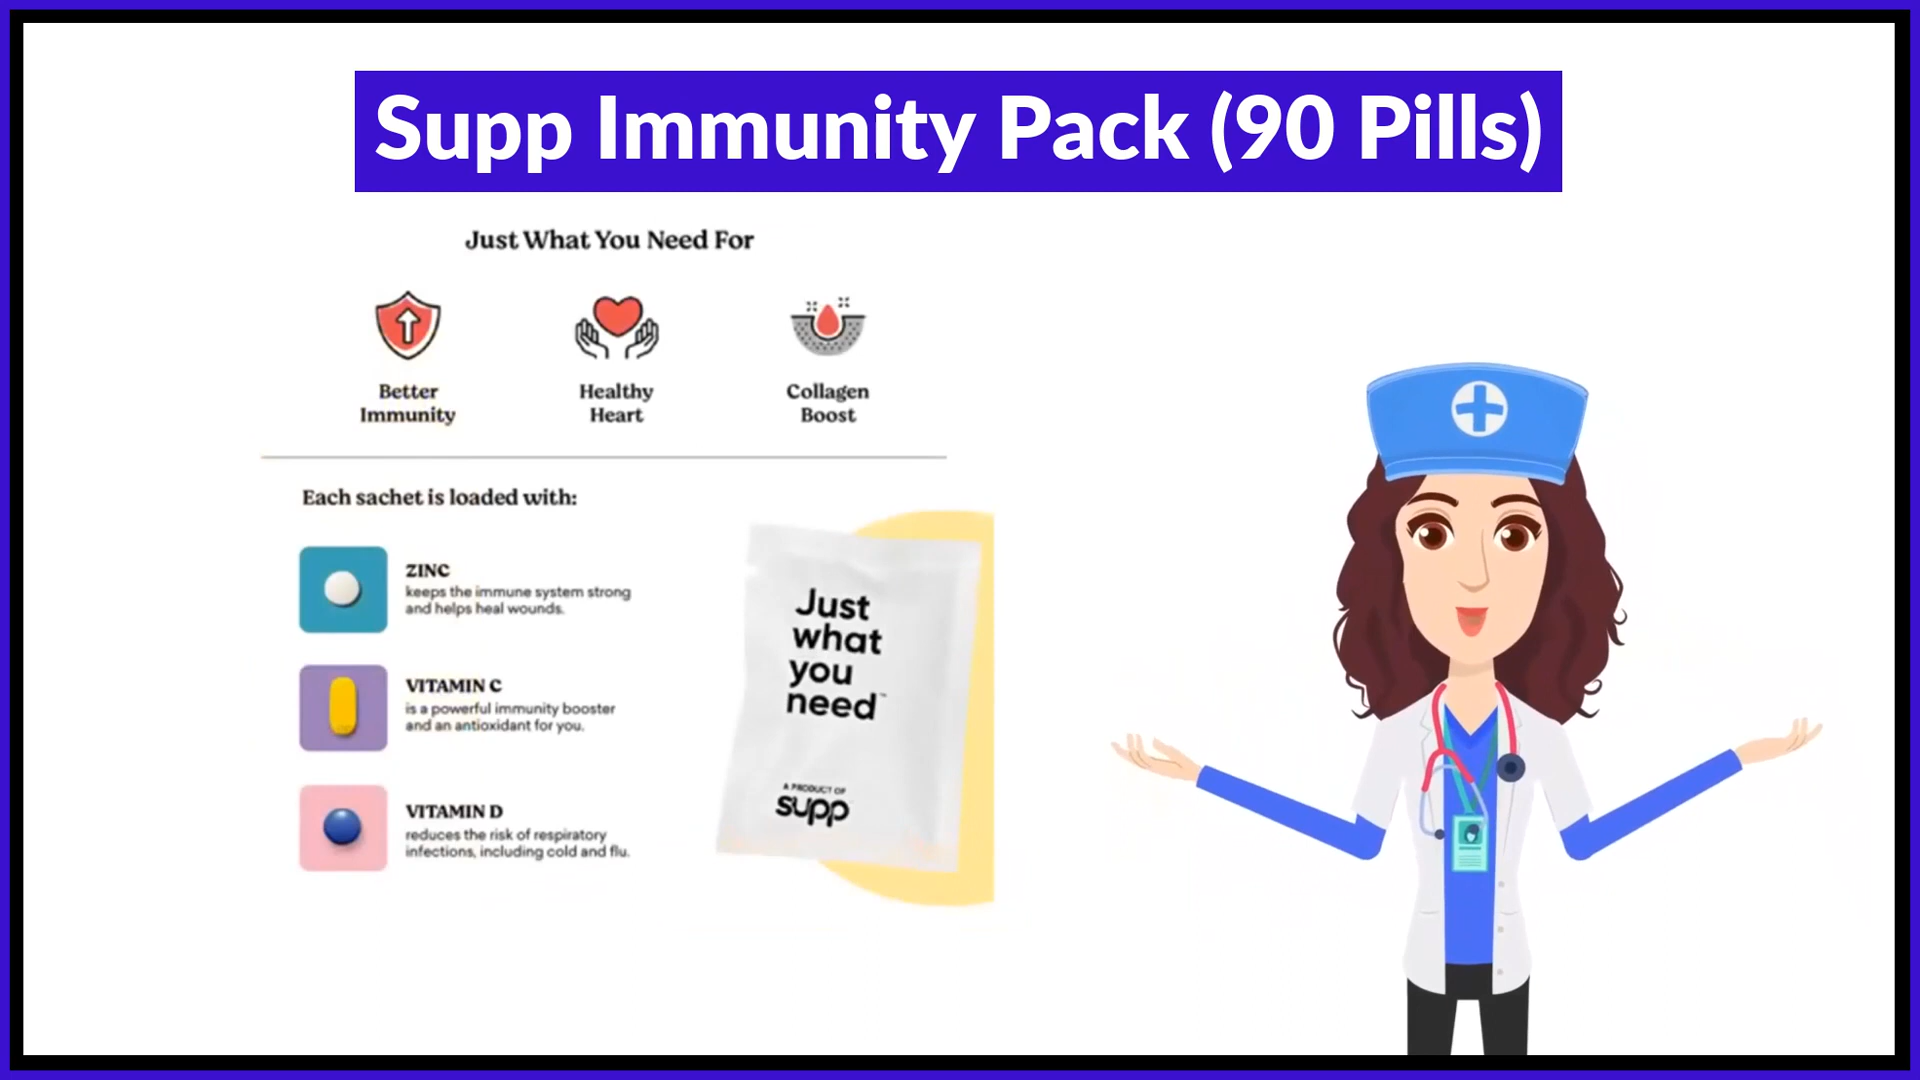 Supp Immunity Pack (90 Pills)
Just What You Need For
Better
Immunity
Healthy
Heart
Collagen
Boost
Each sachet is loaded with:
ZINC
keeps the immune system strong
and helps heal wounds.
VITAMIN C
is a powerful immunity booster
and an antioxidant for you.
VITAMIN D
reduces the risk of respiratory
infections, including cold and flu.
Just
what
you
need™
A PRODUCT OF
supp